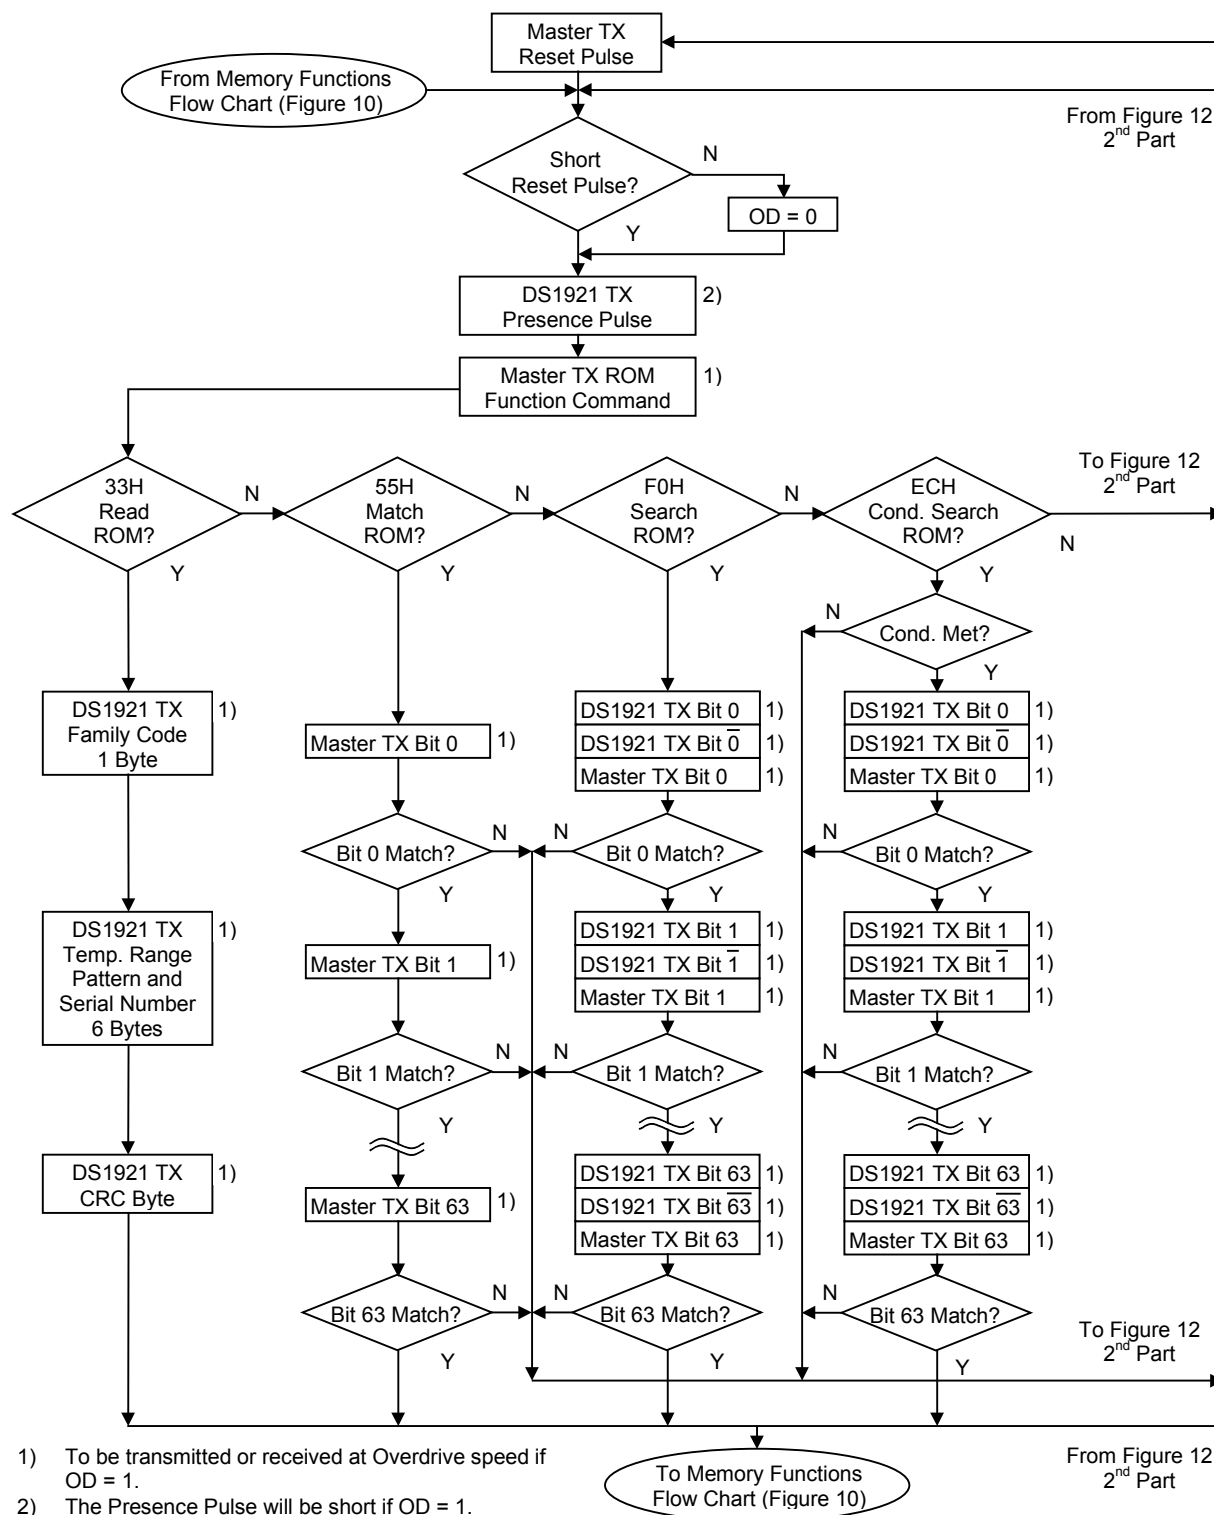 Master TX
Reset Pulse
From Memory Functions
Flow Chart (Figure 10)
From Figure 12
2nd Part
Short
Reset Pulse?
N
OD = 0
Y
DS1921 TX
Presence Pulse
2)
Master TX ROM
Function Command
1)
To Figure 12
2nd Part
33H
Read
ROM?
N
Y
55H
Match
ROM?
N
Y
F0H
Search
ROM?
N
Y
ECH
Cond. Search
ROM?
N
Y
N
Cond. Met?
Y
DS1921 TX
Family Code
1 Byte
1)
DS1921 TX
Temp. Range
Pattern and
Serial Number
6 Bytes
1)
DS1921 TX
CRC Byte
1)
Master TX Bit 0
1)
Bit 0 Match?
N
Y
Master TX Bit 1
1)
Bit 1 Match?
N
Y
Master TX Bit 63
1)
Bit 63 Match?
N
Y
DS1921 TX Bit 0
1)
DS1921 TX Bit 0̅
1)
Master TX Bit 0
1)
N
Bit 0 Match?
Y
DS1921 TX Bit 1
1)
DS1921 TX Bit 1̅
1)
Master TX Bit 1
1)
N
Bit 1 Match?
Y
DS1921 TX Bit 63
1)
DS1921 TX Bit 6̅3̅
1)
Master TX Bit 63
1)
N
Bit 63 Match?
Y
DS1921 TX Bit 0
1)
DS1921 TX Bit 0̅
1)
Master TX Bit 0
1)
N
Bit 0 Match?
Y
DS1921 TX Bit 1
1)
DS1921 TX Bit 1̅
1)
Master TX Bit 1
1)
N
Bit 1 Match?
Y
DS1921 TX Bit 63
1)
DS1921 TX Bit 6̅3̅
1)
Master TX Bit 63
1)
N
Bit 63 Match?
Y
To Figure 12
2nd Part
1) To be transmitted or received at Overdrive speed if
OD = 1.
2) The Presence Pulse will be short if OD = 1.
To Memory Functions
Flow Chart (Figure 10)
From Figure 12
2nd Part